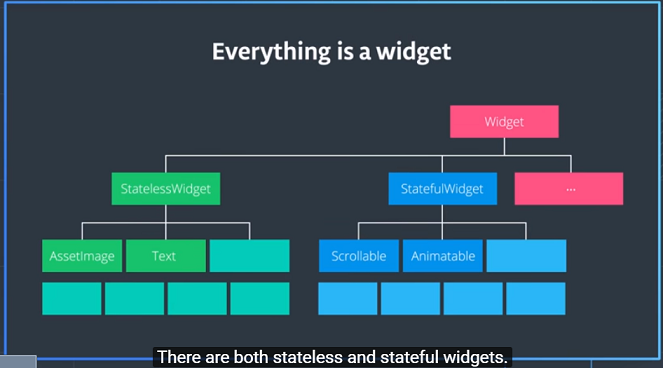 Everything is a widget
Widget
StatelessWidget
StatefulWidget
...
AssetImage
Text
Scrollable
Animatable
There are both stateless and stateful widgets.